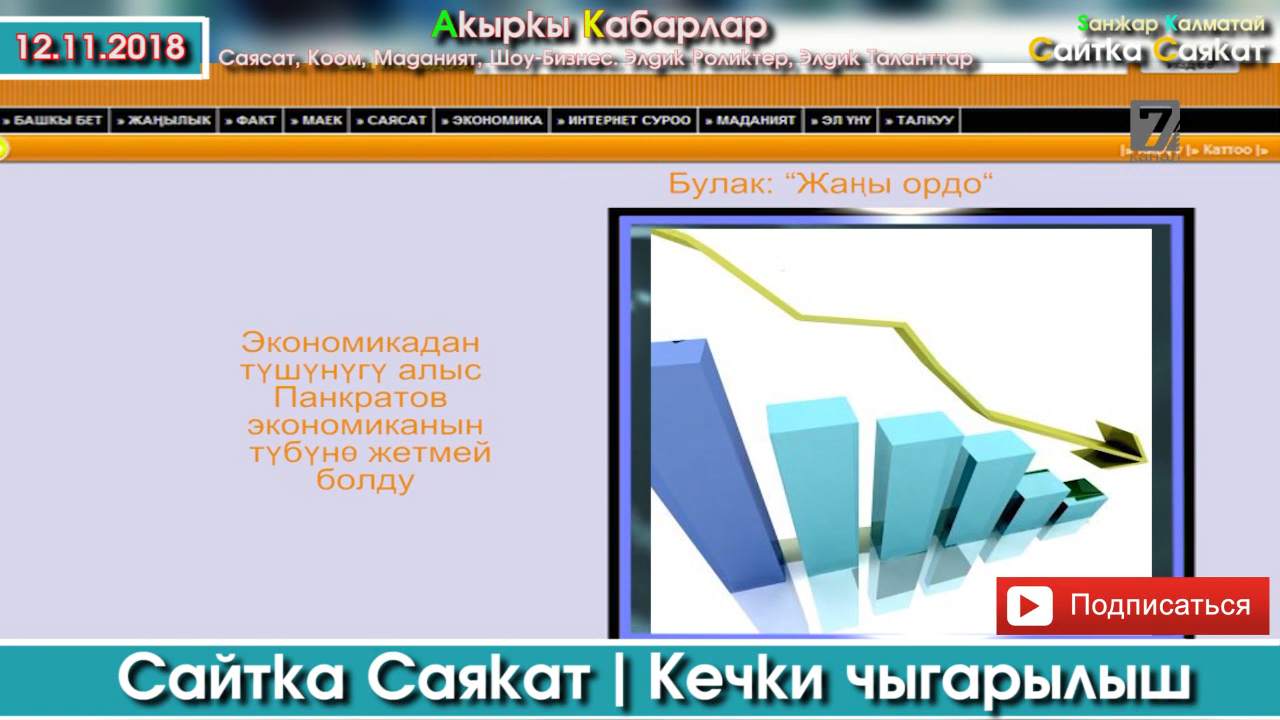 12.11.2018
Акыркы Кабарлар
Саясат, Коом, Маданият, Шоу-Бизнес. Элдик Роликтер, Элдик Таланттар
Санжар Калматай
Сайтка Саякат
» БАШКЫ БЕТ » ЖАҢЫЛЫК » ФАКТ » МАЕК » САЯСАТ » ЭКОНОМИКА » ИНТЕРНЕТ СУРОО » МАДАНИЯТ » ЭЛ ҮНҮ » ТАЛКУУ
7
канал
|» Каттоо |»
Булак: “Жаңы ордо“
Экономикадан
түшүнүгү алыс
Панкратов
экономиканын
түбүнө жетмей
болду
Подписаться
Сайтка Саякат | Кечки чыгарылыш